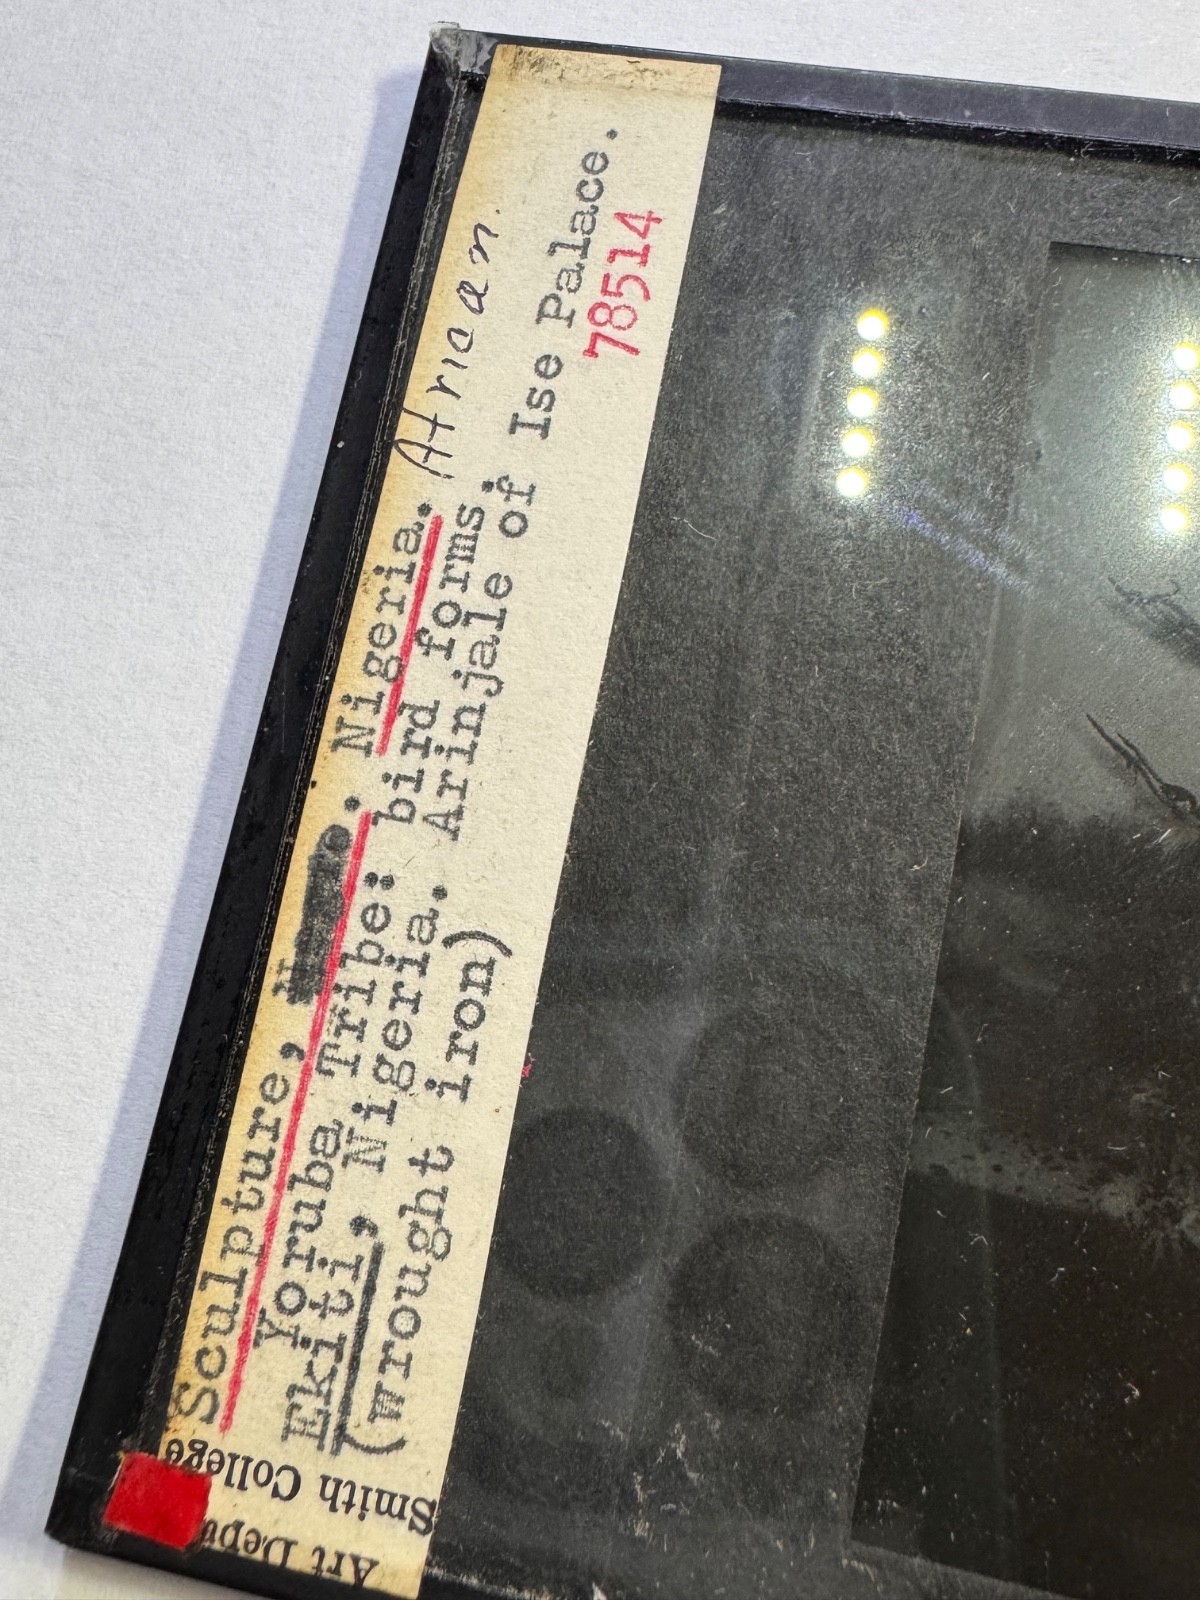 Sculpture, . Nigeria. African.
Yoruba Tribe: bird forms.
Ekiti, Nigeria. Arinjale of Ise Palace.
(wrought iron)
78514
Smith College
Art Dep